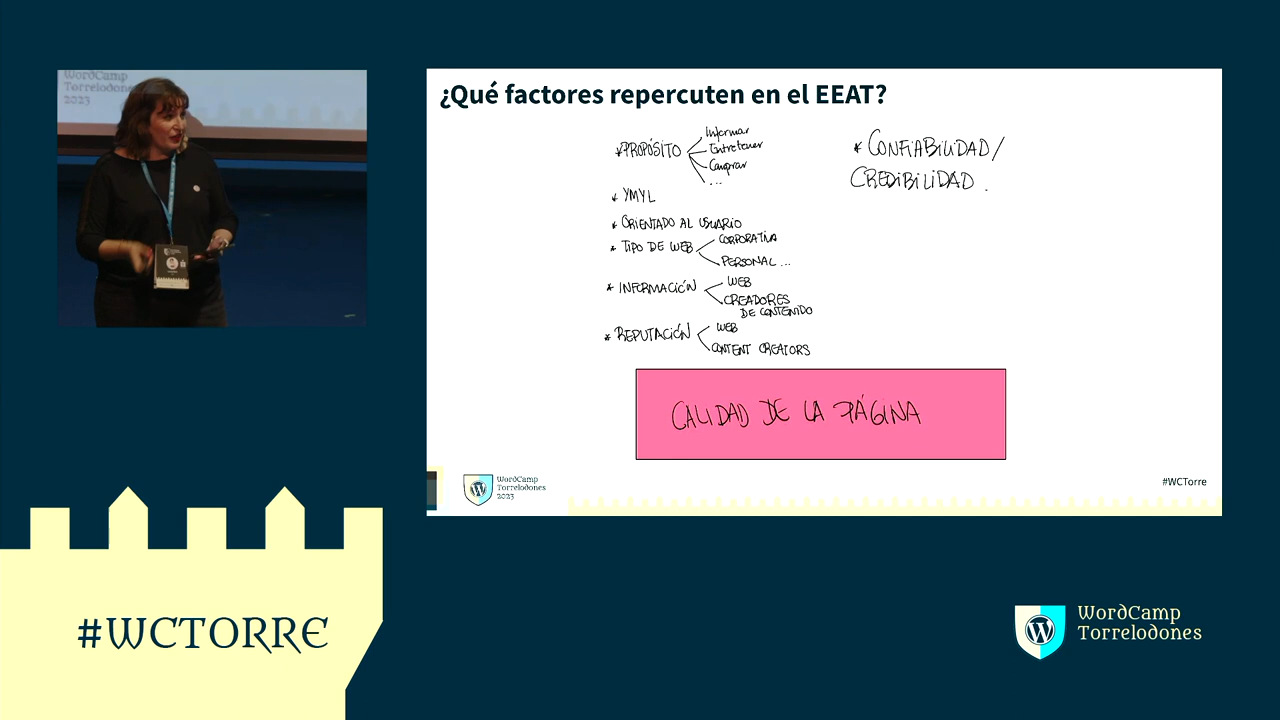 WordCamp
Torrelodones
2023
¿Qué factores repercuten en el EEAT?
* PROPÓSITO
Informar
Entretener
Comprar
...
* YMYL
* ORIENTADO AL USUARIO
* TIPO DE WEB
CORPORATIVA
PERSONAL ...
* INFORMACIÓN
WEB
CREADORES
DE CONTENIDO
* REPUTACIÓN
WEB
CONTENT CREATORS
* CONFIABILIDAD/
CREDIBILIDAD.
CALIDAD DE LA PÁGINA
WordCamp
Torrelodones
2023
#WCTorre
#WCTORRE
WordCamp
Torrelodones